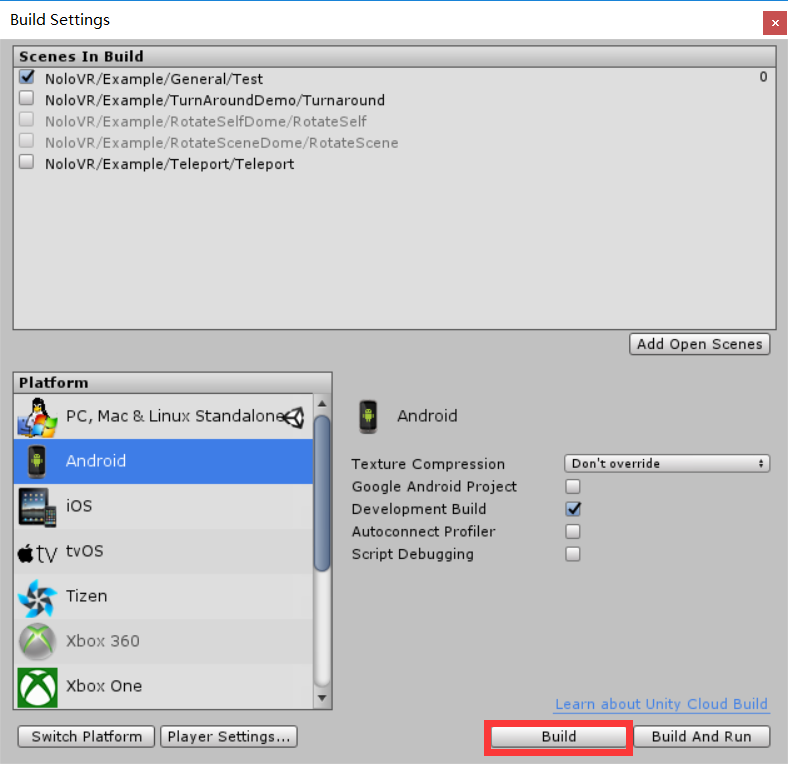 Build Settings
Scenes In Build
NoloVR/Example/General/Test 0
NoloVR/Example/TurnAroundDemo/Turnaround
NoloVR/Example/RotateSelfDome/RotateSelf
NoloVR/Example/RotateSceneDome/RotateScene
NoloVR/Example/Teleport/Teleport
Add Open Scenes
Platform
PC, Mac & Linux Standalone
Android
iOS
tv tvOS
Tizen
Xbox 360
Xbox One
Android
Texture Compression Don't override
Google Android Project
Development Build
Autoconnect Profiler
Script Debugging
Learn about Unity Cloud Build
Switch Platform Player Settings... Build Build And Run